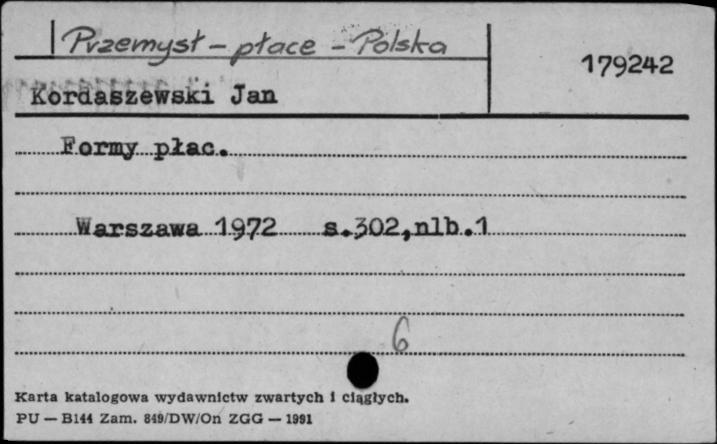 Przemysł - płace - Polska
179242
Kordaszewski Jan
Formy płac.
Warszawa 1972 s.302,nlb.1
6
Karta katalogowa wydawnictw zwartych i ciągłych.
PU — B144 Zam. 849/DW/On ZGG — 1991